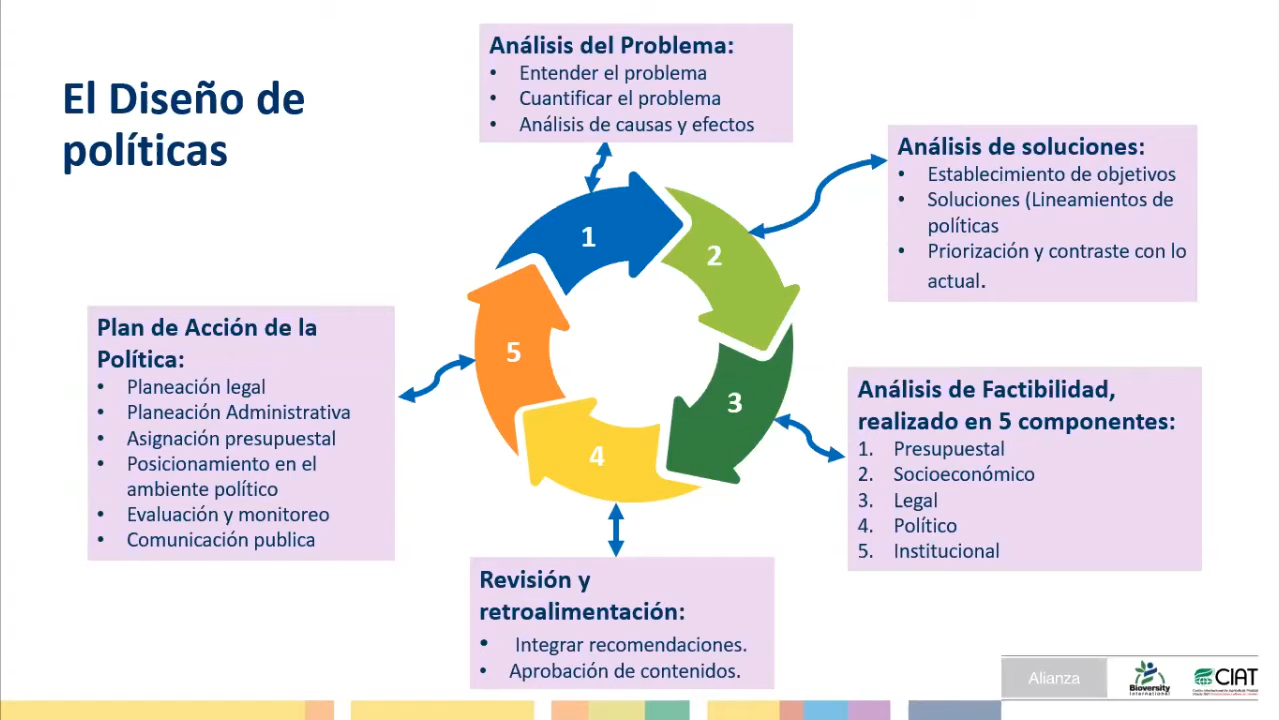 El Diseño de
políticas
Análisis del Problema:
• Entender el problema
• Cuantificar el problema
• Análisis de causas y efectos
Análisis de soluciones:
• Establecimiento de objetivos
• Soluciones (Lineamientos de
políticas
• Priorización y contraste con lo
actual.
Análisis de Factibilidad,
realizado en 5 componentes:
1. Presupuestal
2. Socioeconómico
3. Legal
4. Político
5. Institucional
Revisión y
retroalimentación:
• Integrar recomendaciones.
• Aprobación de contenidos.
Plan de Acción de la
Política:
• Planeación legal
• Planeación Administrativa
• Asignación presupuestal
• Posicionamiento en el
ambiente político
• Evaluación y monitoreo
• Comunicación publica
1
2
3
4
5
Alianza
Bioversity
International
CIAT